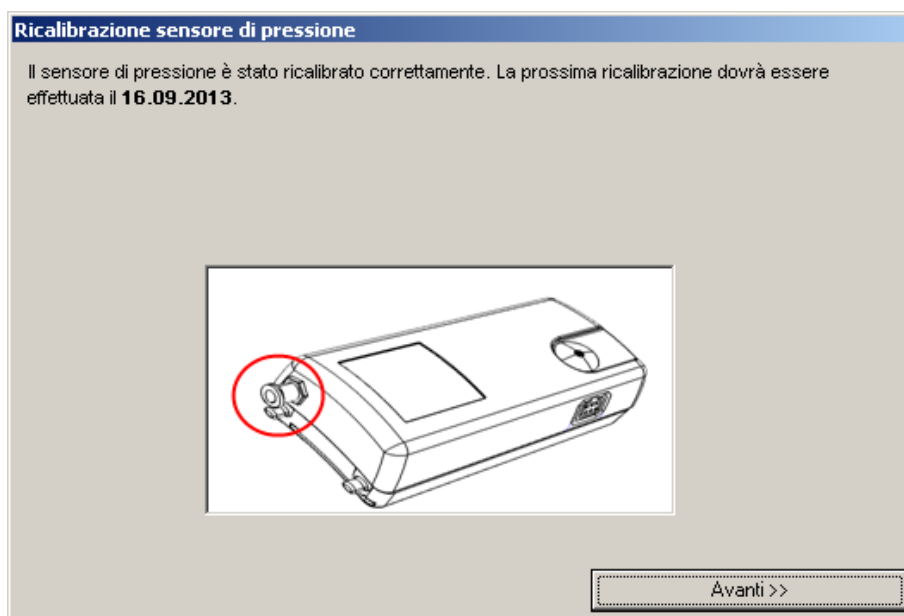 Ricalibrazione sensore di pressione
Il sensore di pressione è stato ricalibrato correttamente. La prossima ricalibrazione dovrà essere
effettuata il 16.09.2013.
Avanti >>